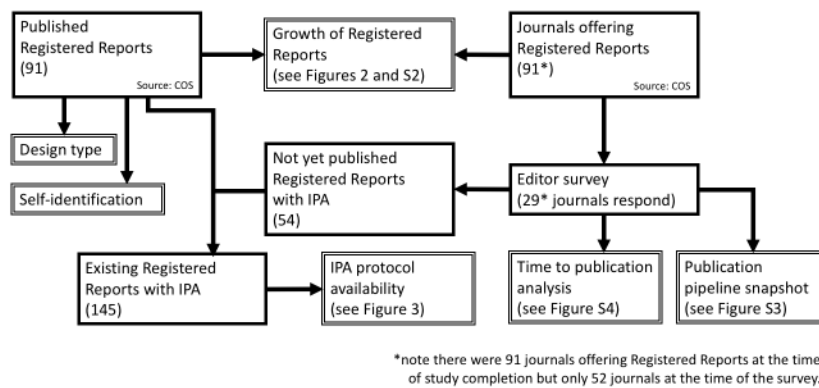 Published
Registered Reports
(91)
Source: COS
Growth of Registered
Reports
(see Figures 2 and S2)
Journals offering
Registered Reports
(91*)
Source: COS
Design type
Self-identification
Not yet published
Registered Reports
with IPA
(54)
Editor survey
(29* journals respond)
Existing Registered
Reports with IPA
(145)
IPA protocol
availability
(see Figure 3)
Time to publication
analysis
(see Figure S4)
Publication
pipeline snapshot
(see Figure S3)
*note there were 91 journals offering Registered Reports at the time
of study completion but only 52 journals at the time of the survey.